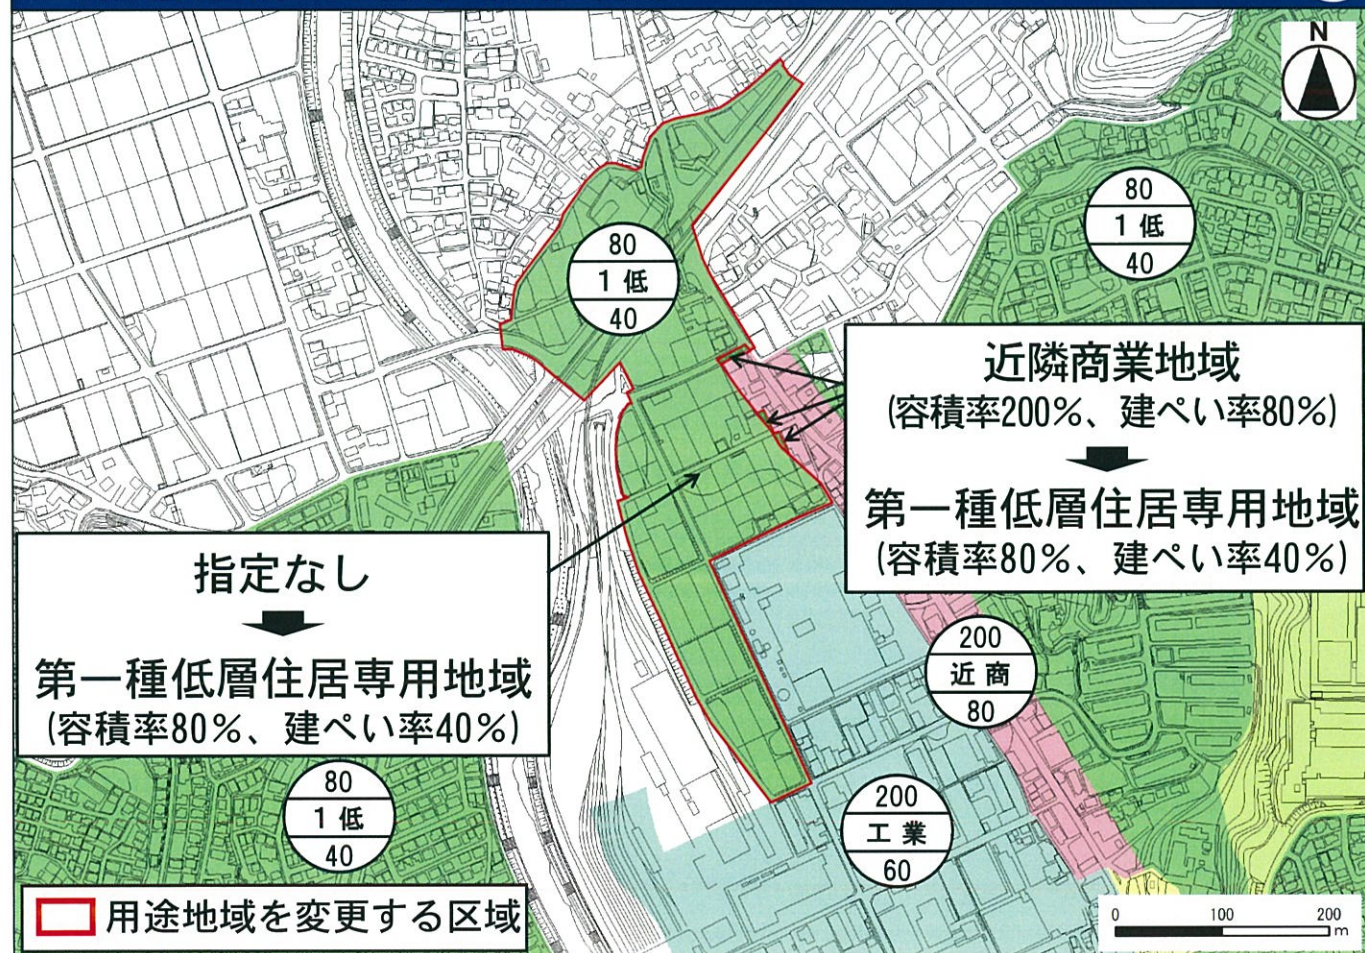 N
80
1低
40
80
1低
40
近隣商業地域
(容積率200%、建ぺい率80%)
第一種低層住居専用地域
(容積率80%、建ぺい率40%)
指定なし
第一種低層住居専用地域
(容積率80%、建ぺい率40%)
200
近商
80
80
1低
40
200
工業
60
用途地域を変更する区域
0 100 200
m